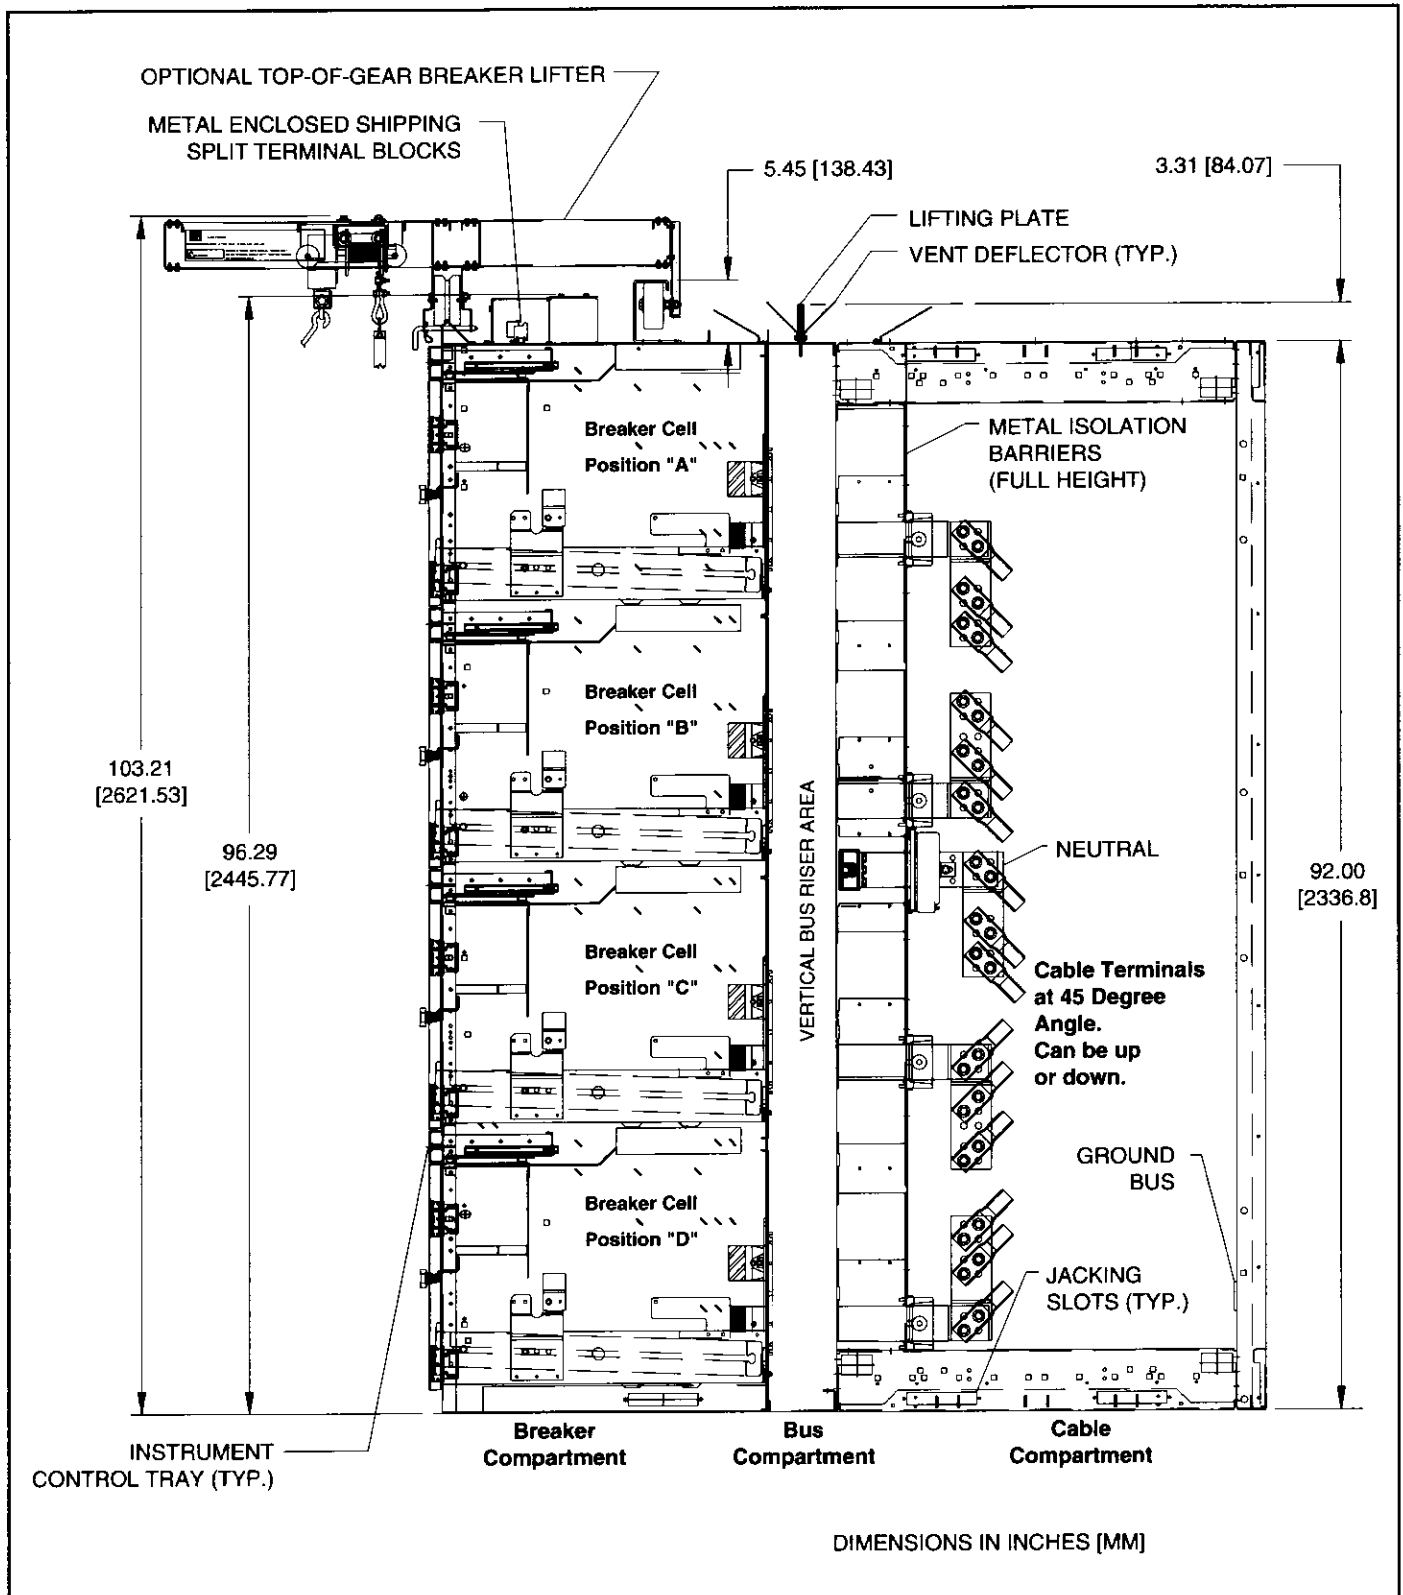 OPTIONAL TOP-OF-GEAR BREAKER LIFTER
METAL ENCLOSED SHIPPING
SPLIT TERMINAL BLOCKS
5.45 [138.43]
3.31 [84.07]
LIFTING PLATE
VENT DEFLECTOR (TYP.)
Breaker Cell
Position "A"
METAL ISOLATION
BARRIERS
(FULL HEIGHT)
Breaker Cell
Position "B"
103.21
[2621.53]
96.29
[2445.77]
VERTICAL BUS RISER AREA
NEUTRAL
92.00
[2336.8]
Breaker Cell
Position "C"
Cable Terminals
at 45 Degree
Angle.
Can be up
or down.
GROUND
BUS
Breaker Cell
Position "D"
JACKING
SLOTS (TYP.)
INSTRUMENT
CONTROL TRAY (TYP.)
Breaker
Compartment
Bus
Compartment
Cable
Compartment
DIMENSIONS IN INCHES [MM]